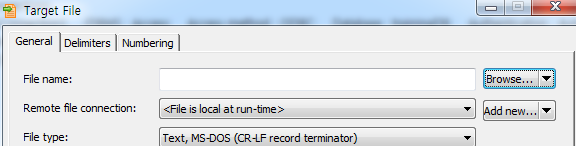 Target File
General Delimiters Numbering
File name: Browse...
Remote file connection: <File is local at run-time> Add new...
File type: Text, MS-DOS (CR-LF record terminator)